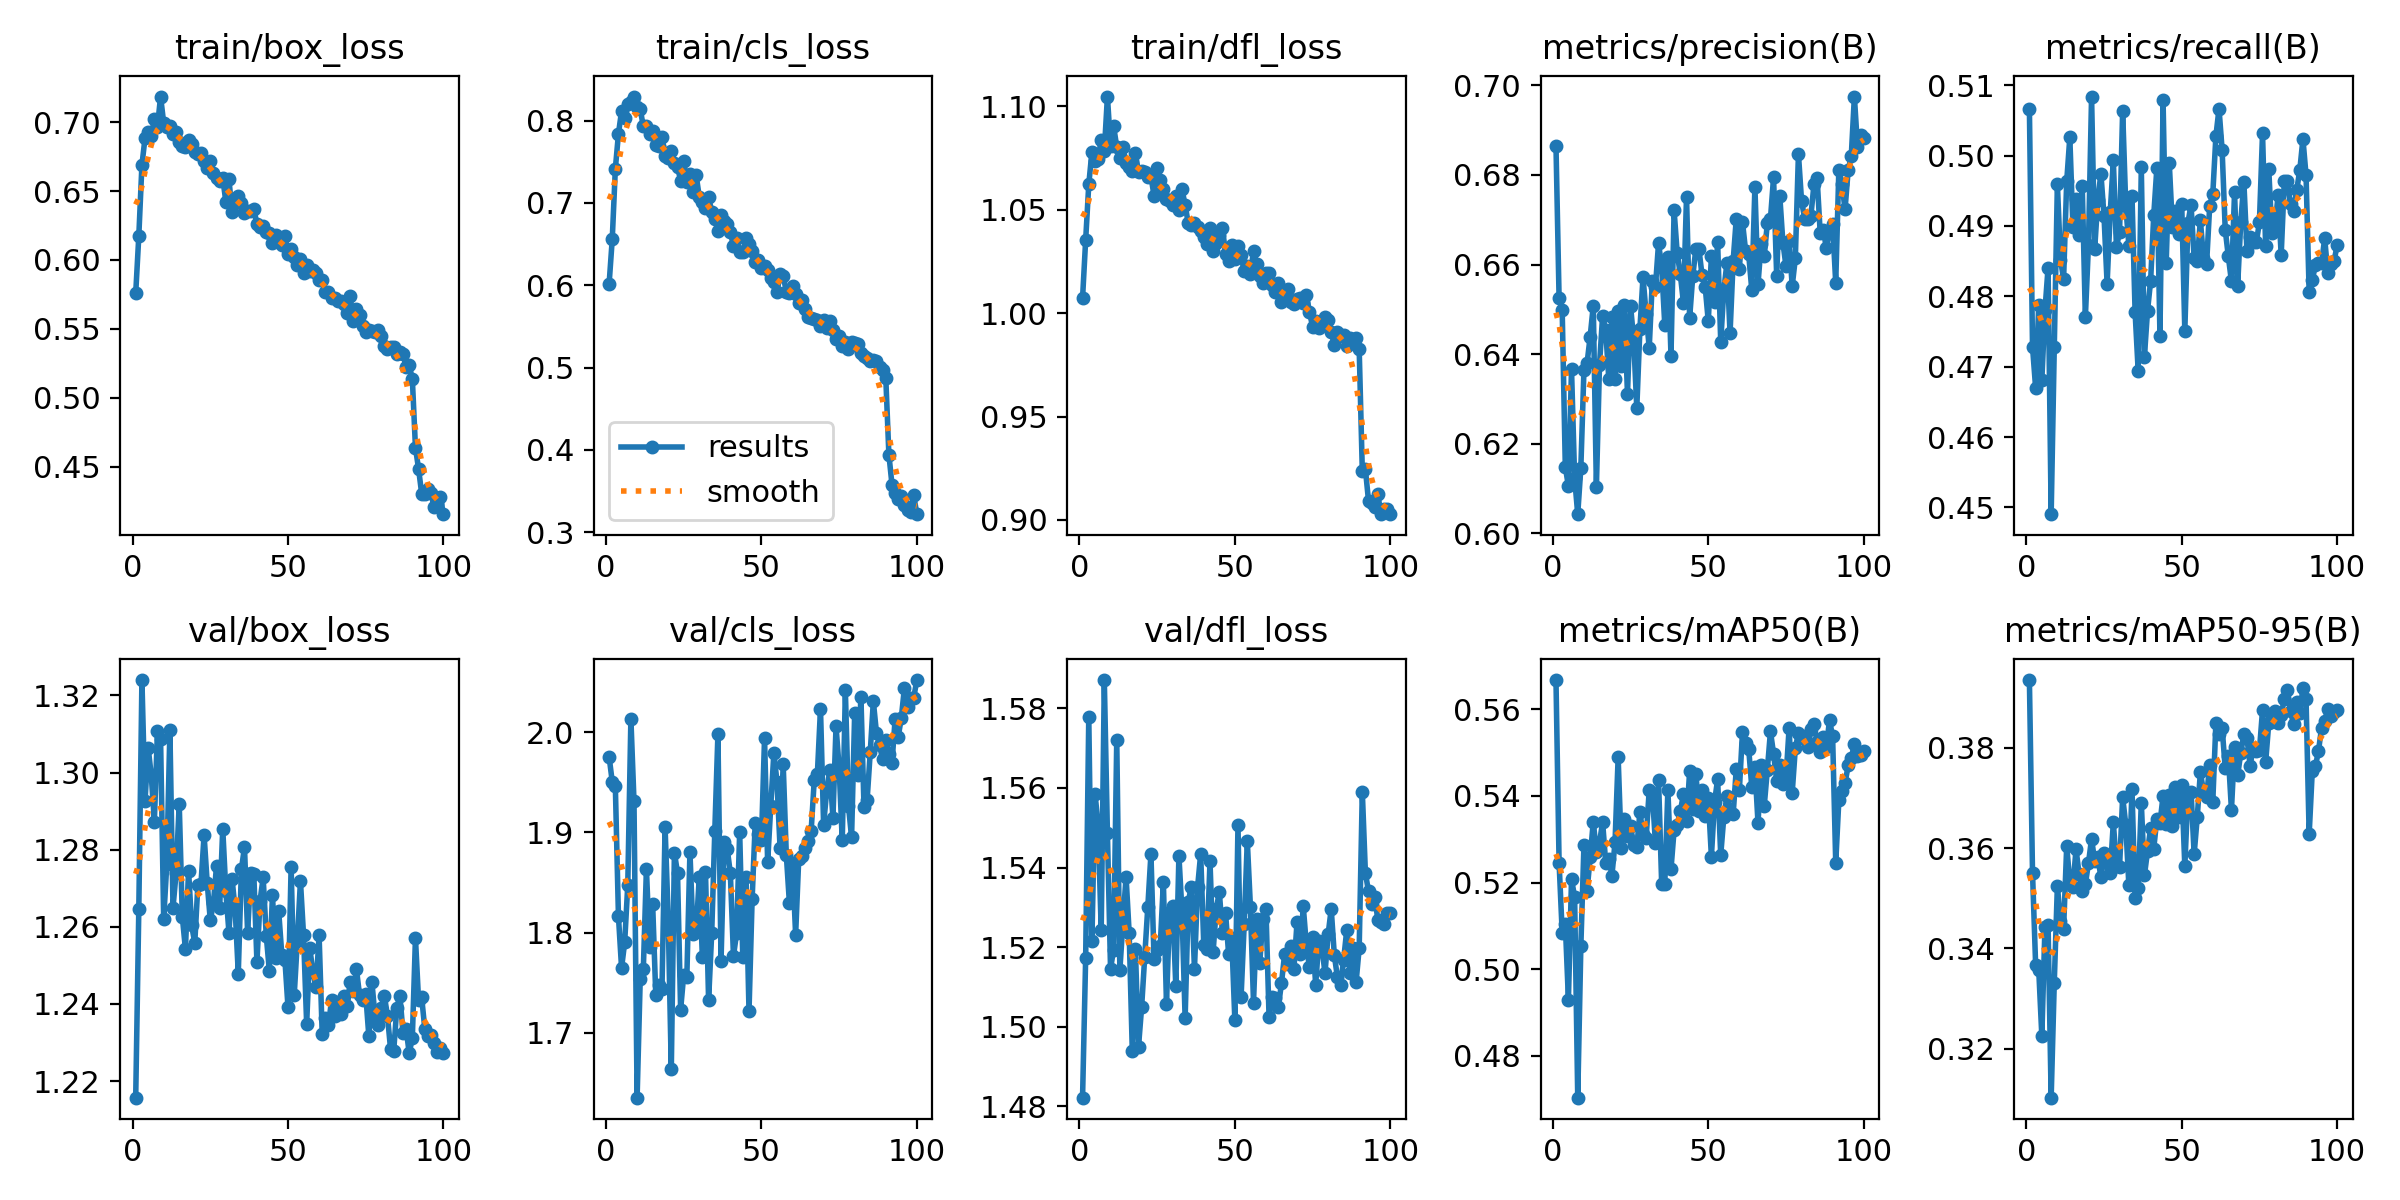 train/box_loss
train/cls_loss
train/dfl_loss
metrics/precision(B)
metrics/recall(B)
0.70
0.65
0.60
0.55
0.50
0.45
0 50 100
0.8
0.7
0.6
0.5
0.4
0.3
results
smooth
0 50 100
1.10
1.05
1.00
0.95
0.90
0 50 100
0.70
0.68
0.66
0.64
0.62
0.60
0 50 100
0.51
0.50
0.49
0.48
0.47
0.46
0.45
0 50 100
val/box_loss
val/cls_loss
val/dfl_loss
metrics/mAP50(B)
metrics/mAP50-95(B)
1.32
1.30
1.28
1.26
1.24
1.22
0 50 100
2.0
1.9
1.8
1.7
0 50 100
1.58
1.56
1.54
1.52
1.50
1.48
0 50 100
0.56
0.54
0.52
0.50
0.48
0 50 100
0.38
0.36
0.34
0.32
0 50 100